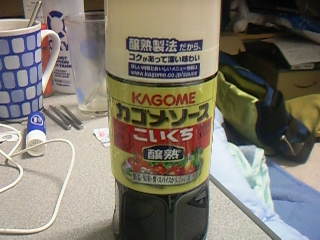 醸熟製法だから、
コクがあって深い味わい
www.kagome.co.jp/sauce
KAGOME
カゴメソース
こいくち
醸熟